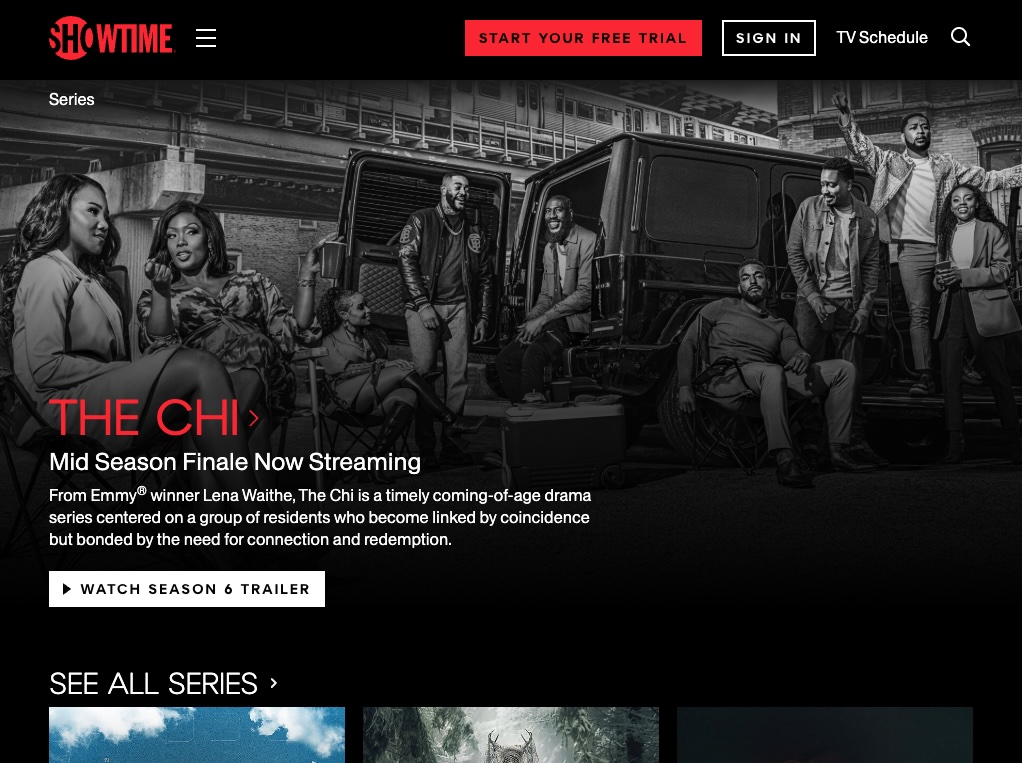 SHOWTIME
START YOUR FREE TRIAL
SIGN IN
TV Schedule
Series
THE CHI
Mid Season Finale Now Streaming
From Emmy® winner Lena Waithe, The Chi is a timely coming-of-age drama
series centered on a group of residents who become linked by coincidence
but bonded by the need for connection and redemption.
WATCH SEASON 6 TRAILER
SEE ALL SERIES